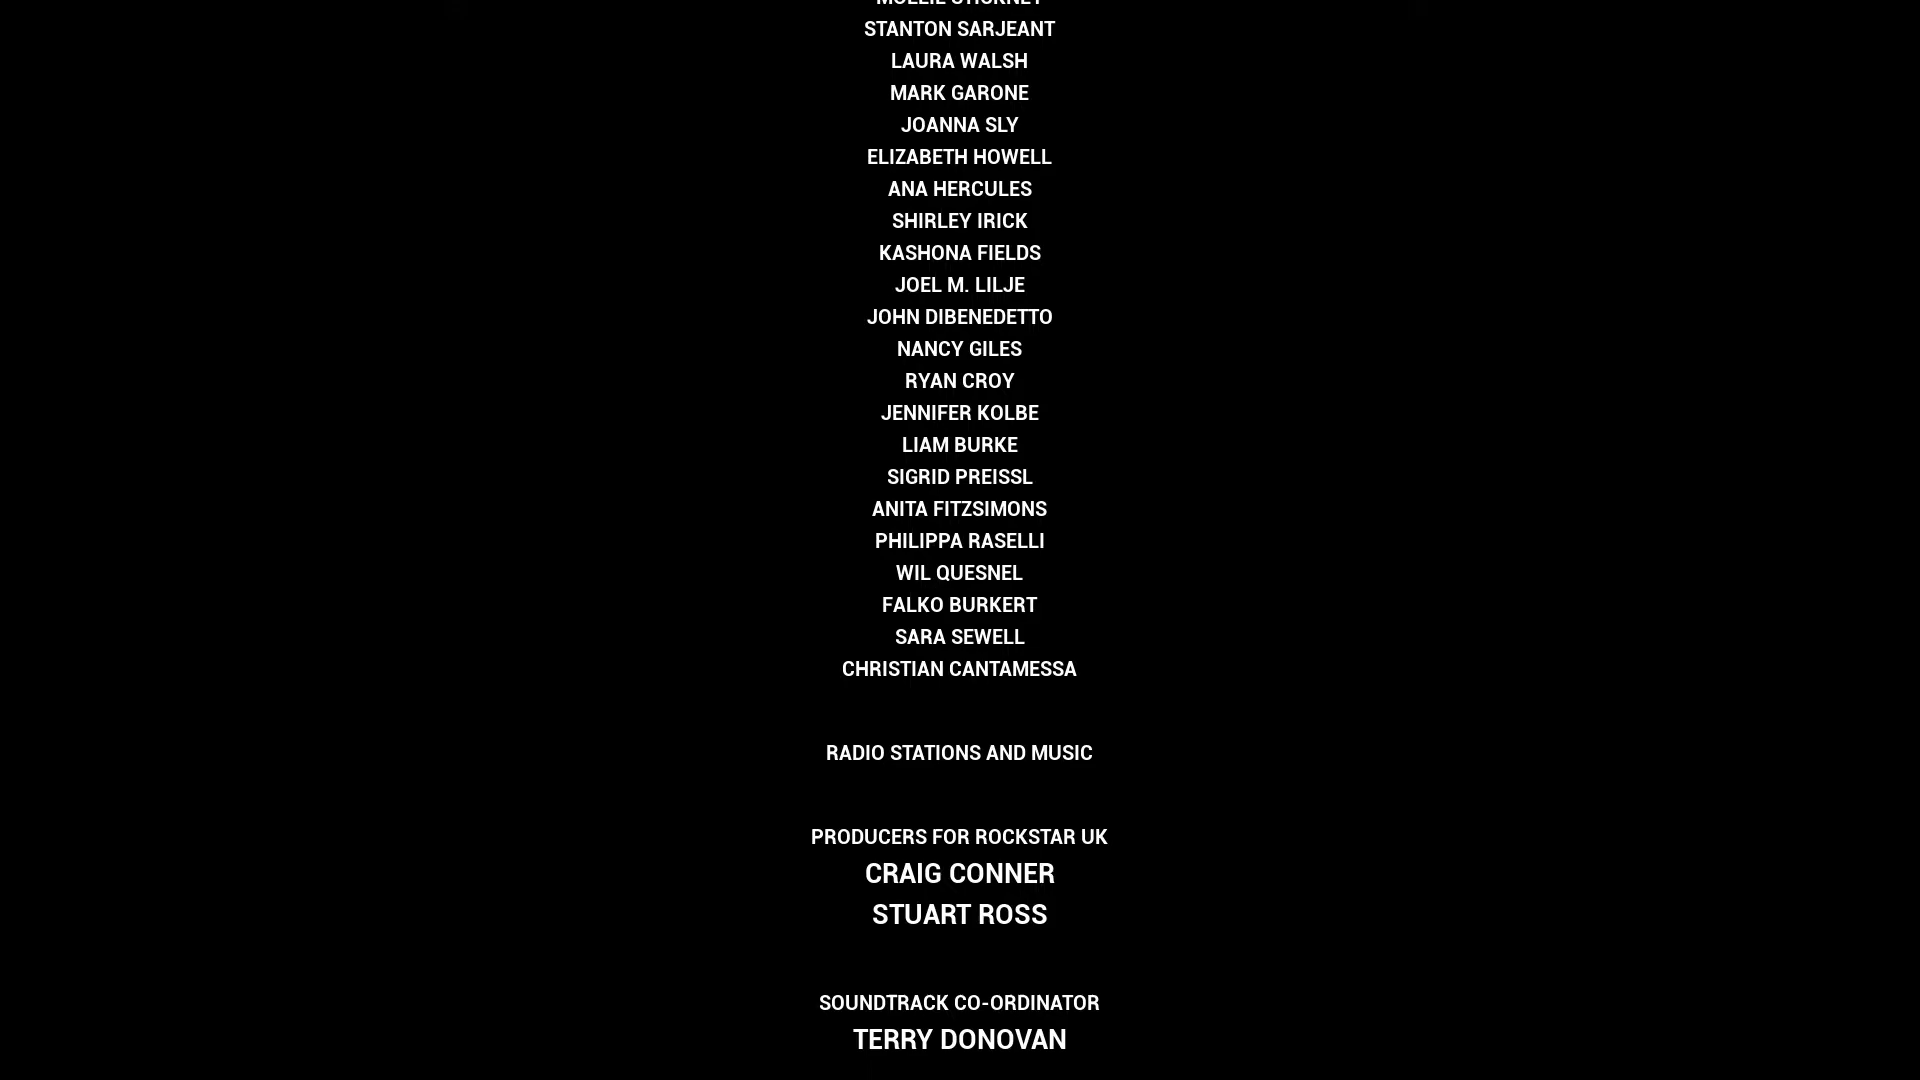 MOLLIE STICKNEY
STANTON SARJEANT
LAURA WALSH
MARK GARONE
JOANNA SLY
ELIZABETH HOWELL
ANA HERCULES
SHIRLEY IRICK
KASHONA FIELDS
JOEL M. LILJE
JOHN DIBENEDETTO
NANCY GILES
RYAN CROY
JENNIFER KOLBE
LIAM BURKE
SIGRID PREISSL
ANITA FITZSIMONS
PHILIPPA RASELLI
WIL QUESNEL
FALKO BURKERT
SARA SEWELL
CHRISTIAN CANTAMESSA
RADIO STATIONS AND MUSIC
PRODUCERS FOR ROCKSTAR UK
CRAIG CONNER
STUART ROSS
SOUNDTRACK CO-ORDINATOR
TERRY DONOVAN